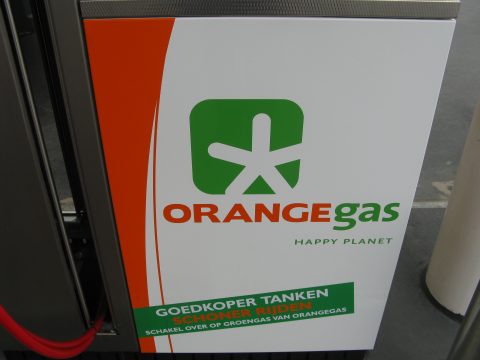 ORANGEgas
HAPPY PLANET
GOEDKOPER TANKEN
SCHONER RIJDEN
SCHAKEL OVER OP GROENGAS VAN ORANGEGAS